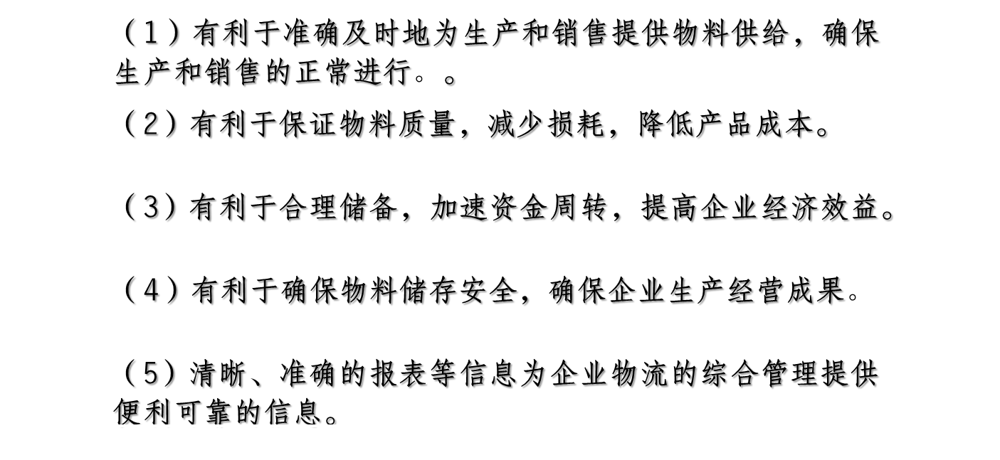 （1）有利于准确及时地为生产和销售提供物料供给，确保
生产和销售的正常进行。。
（2）有利于保证物料质量，减少损耗，降低产品成本。
（3）有利于合理储备，加速资金周转，提高企业经济效益。
（4）有利于确保物料储存安全，确保企业生产经营成果。
（5）清晰、准确的报表等信息为企业物流的综合管理提供
便利可靠的信息。